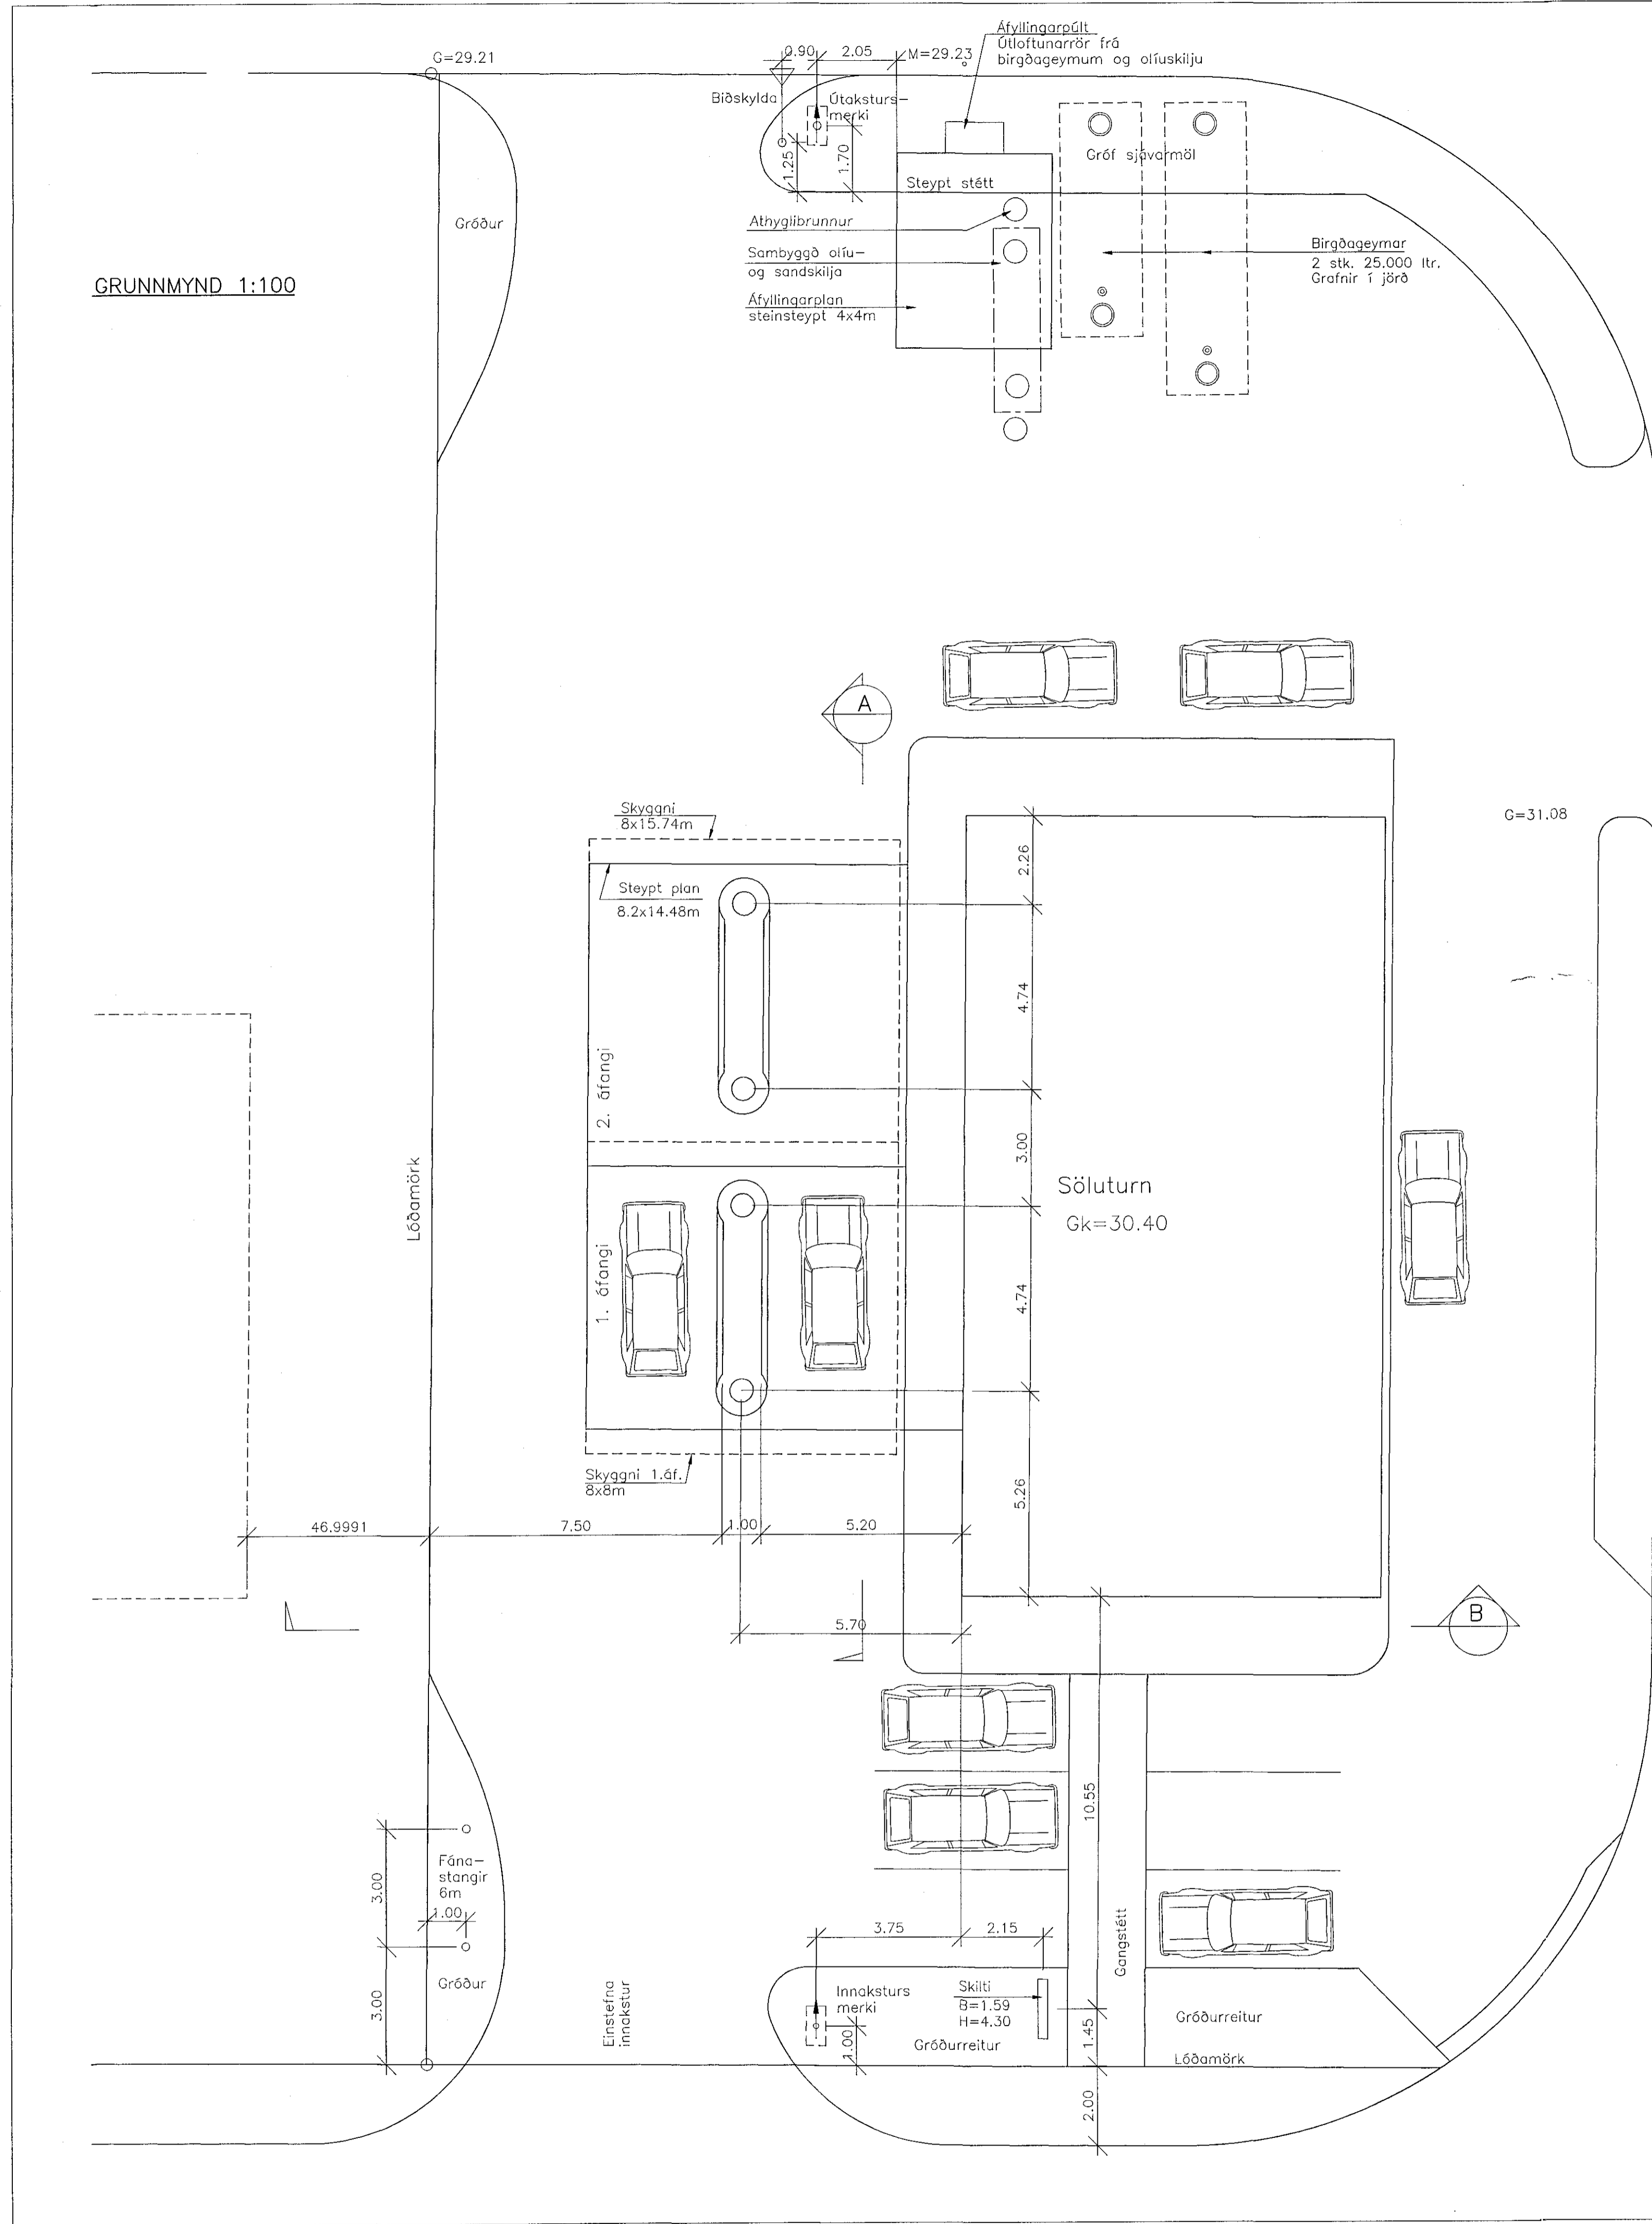 Áfyllingarpúlt
Útloftunarrör frá
birgðageymum og olíuskilju
G=29.21
0.90
2.05
M=29.23
Biðskylda
Útaksturs-
merki
1.25
1.70
Gróf sjávarmöl
Steypt stétt
Gróður
Athyglibrunnur
Sambyggð olíu-
og sandskilja
Birgðageymar
2 stk. 25.000 ltr.
Grafnir í jörð
GRUNNMYND 1:100
Áfyllingarplan
steinsteypt 4x4m
A
Skyggni
8x15.74m
G=31.08
2.26
Steypt plan
8.2x14.48m
4.74
2. áfangi
3.00
Lóðamörk
Söluturn
Gk=30.40
1. áfangi
4.74
Skyggni 1.áf.
8x8m
5.26
46.9991
7.50
1.00
5.20
5.70
B
10.55
Fána-
stangir
6m
3.00
1.00
3.75
2.15
Gangstétt
Gróður
3.00
Einstefna
innakstur
Innaksturs
merki
Skilti
B=1.59
H=4.30
1.00
Gróðurreitur
1.45
Gróðurreitur
Lóðamörk
2.00